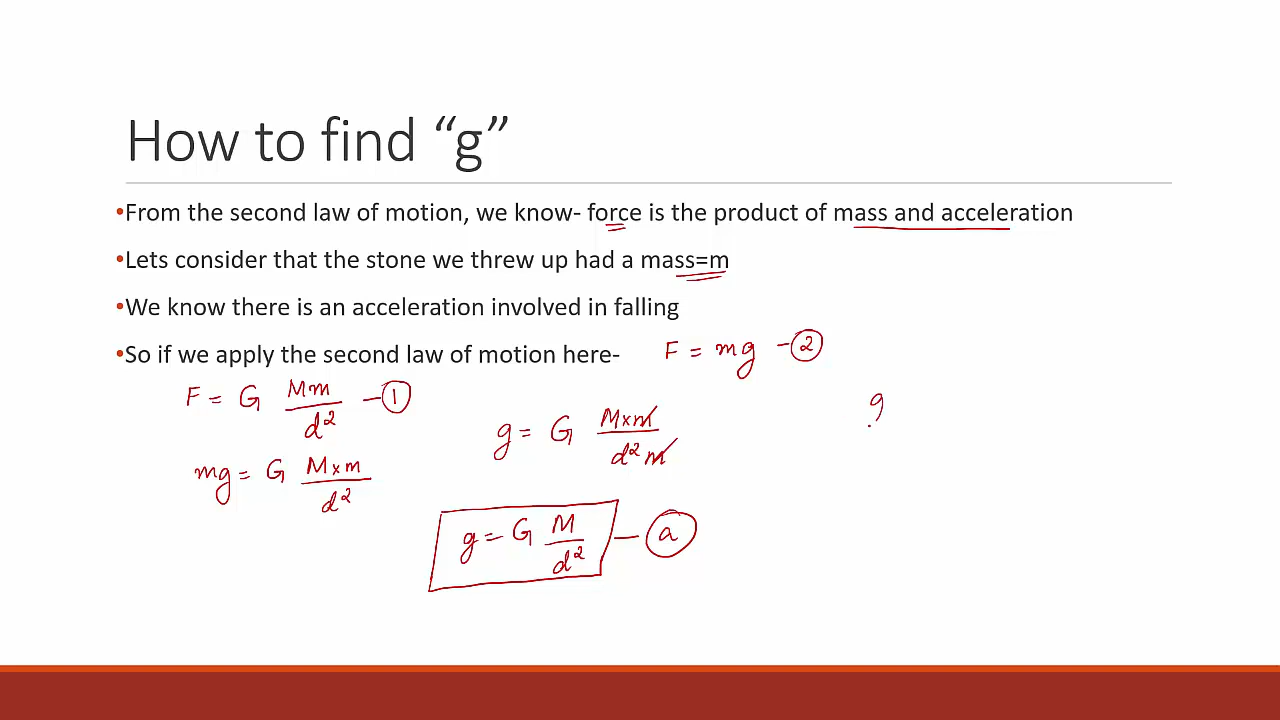 How to find “g”
•From the second law of motion, we know- force is the product of mass and acceleration
•Lets consider that the stone we threw up had a mass=m
•We know there is an acceleration involved in falling
•So if we apply the second law of motion here- F = mg -②
F = G Mm/d² -①
g = G M×m/d²m
g
mg = G M×m/d²
g = G M/d² - ⓐ